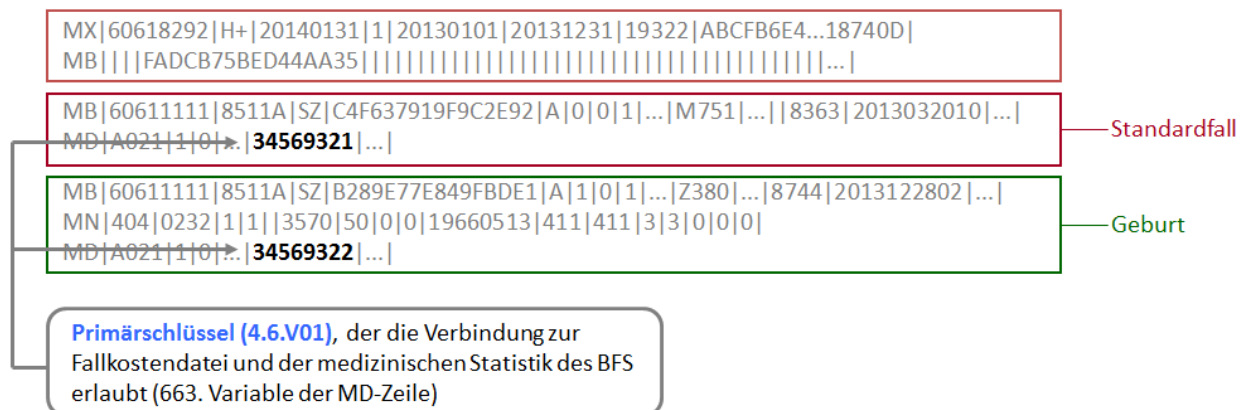 MX|60618292|H+|20140131|1|20130101|20131231|19322|ABCFB6E4...18740D|
MB||||FADCB75BED44AA35|||||||||||||||||||||||||||||||||||||||||...|
MB|60611111|8511A|SZ|C4F637919F9C2E92|A|0|0|1|...|M751|...||8363|2013032010|...|
MD|A021|1|0|...|34569321|...|
Standardfall
MB|60611111|8511A|SZ|B289E77E849FBDE1|A|1|0|1|...|Z380|...|8744|2013122802|...|
MN|404|0232|1|1||3570|50|0|0|19660513|411|411|3|3|0|0|0|
MD|A021|1|0|...|34569322|...|
Geburt
Primärschlüssel (4.6.V01), der die Verbindung zur
Fallkostendatei und der medizinischen Statistik des BFS
erlaubt (663. Variable der MD-Zeile)